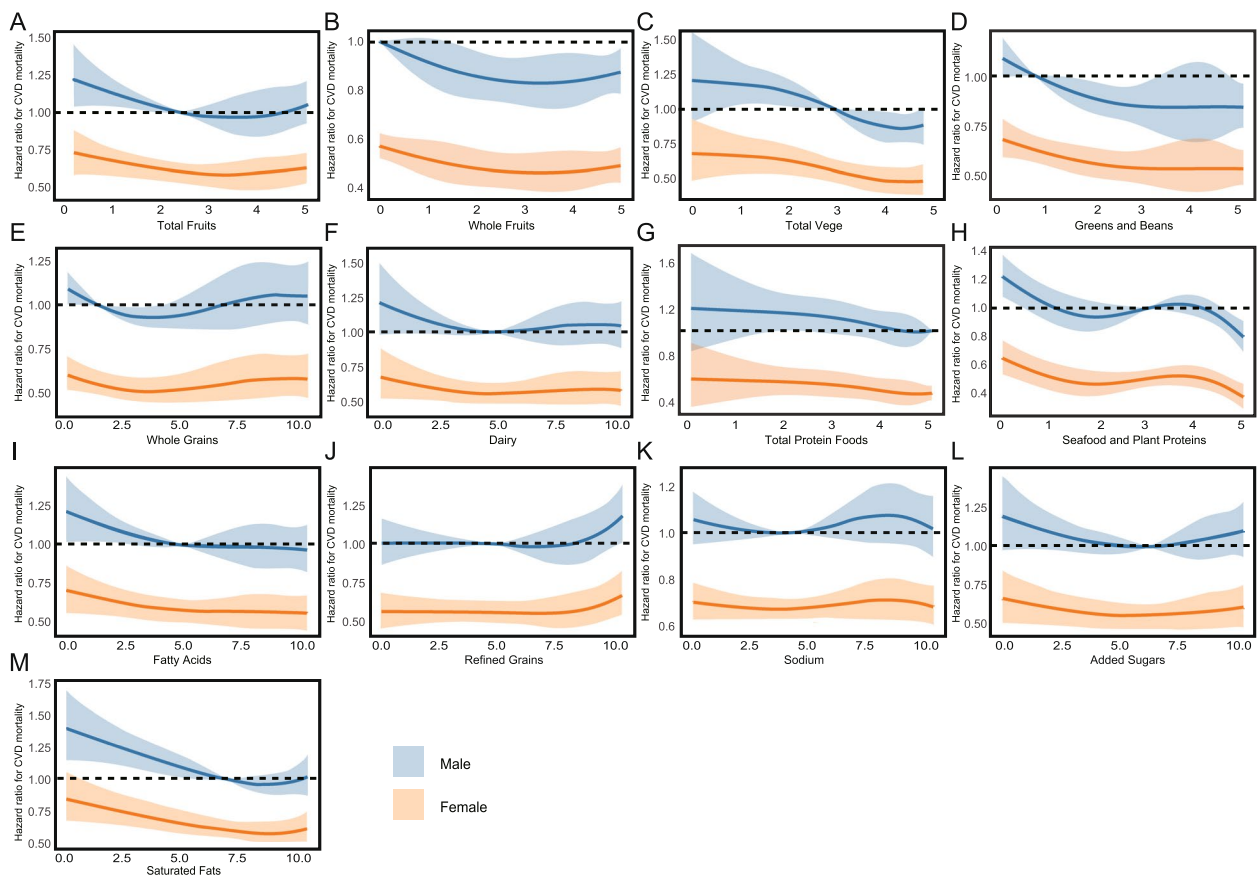 A
Hazard ratio for CVD mortality
1.50
1.25
1.00
0.75
0.50
0 1 2 3 4 5
Total Fruits
B
Hazard ratio for CVD mortality
1.0
0.8
0.6
0.4
0 1 2 3 4 5
Whole Fruits
C
Hazard ratio for CVD mortality
1.50
1.25
1.00
0.75
0.50
0 1 2 3 4 5
Total Vege
D
Hazard ratio for CVD mortality
1.00
0.75
0.50
0 1 2 3 4 5
Greens and Beans
E
Hazard ratio for CVD mortality
1.25
1.00
0.75
0.50
0.0 2.5 5.0 7.5 10.0
Whole Grains
F
Hazard ratio for CVD mortality
1.50
1.25
1.00
0.75
0.50
0.0 2.5 5.0 7.5 10.0
Dairy
G
Hazard ratio for CVD mortality
1.6
1.2
0.8
0.4
0 1 2 3 4 5
Total Protein Foods
H
Hazard ratio for CVD mortality
1.4
1.2
1.0
0.8
0.6
0.4
0 1 2 3 4 5
Seafood and Plant Proteins
I
Hazard ratio for CVD mortality
1.25
1.00
0.75
0.50
0.0 2.5 5.0 7.5 10.0
Fatty Acids
J
Hazard ratio for CVD mortality
1.25
1.00
0.75
0.50
0.0 2.5 5.0 7.5 10.0
Refined Grains
K
Hazard ratio for CVD mortality
1.2
1.0
0.8
0.6
0.0 2.5 5.0 7.5 10.0
Sodium
L
Hazard ratio for CVD mortality
1.25
1.00
0.75
0.50
0.0 2.5 5.0 7.5 10.0
Added Sugars
M
Hazard ratio for CVD mortality
1.75
1.50
1.25
1.00
0.75
0.50
0.0 2.5 5.0 7.5 10.0
Saturated Fats
Male
Female